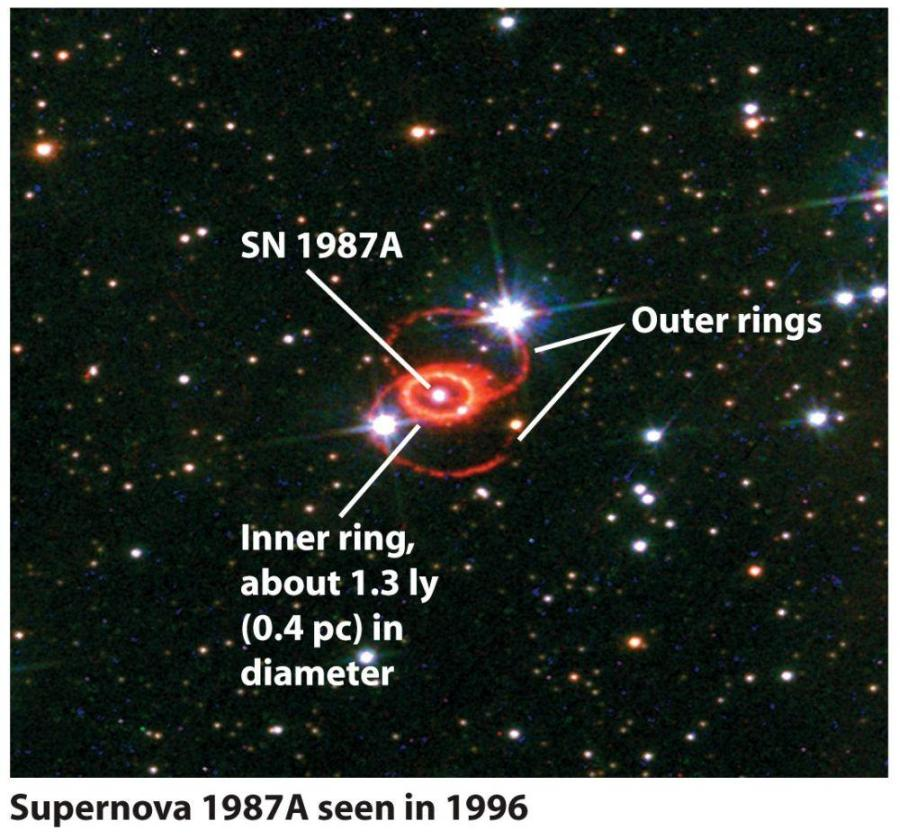 SN 1987A
Outer rings
Inner ring,
about 1.3 ly
(0.4 pc) in
diameter
Supernova 1987A seen in 1996